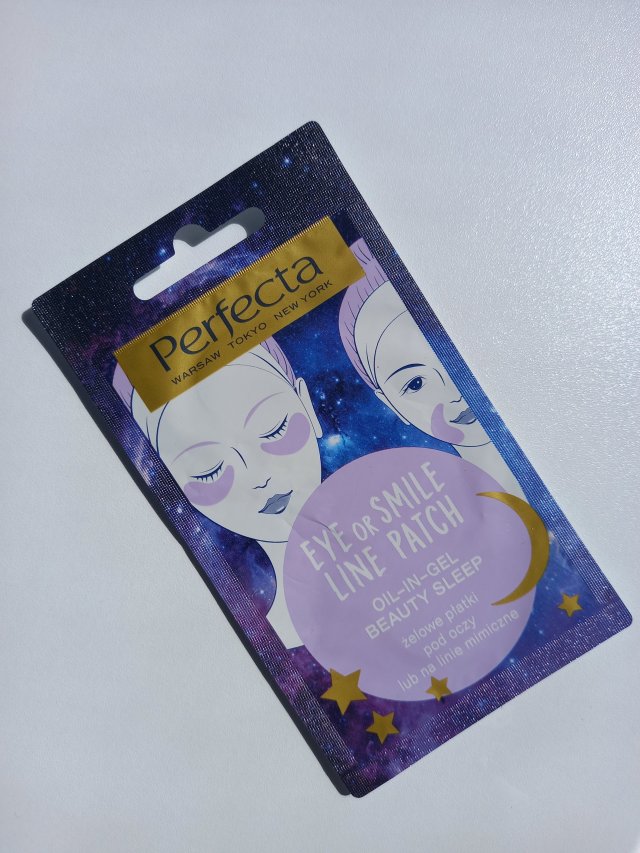 Perfecta
WARSAW TOKYO NEW YORK
EYE OR SMILE
LINE PATCH
OIL-IN-GEL
BEAUTY SLEEP
żelowe płatki
pod oczy
lub na linie mimiczne